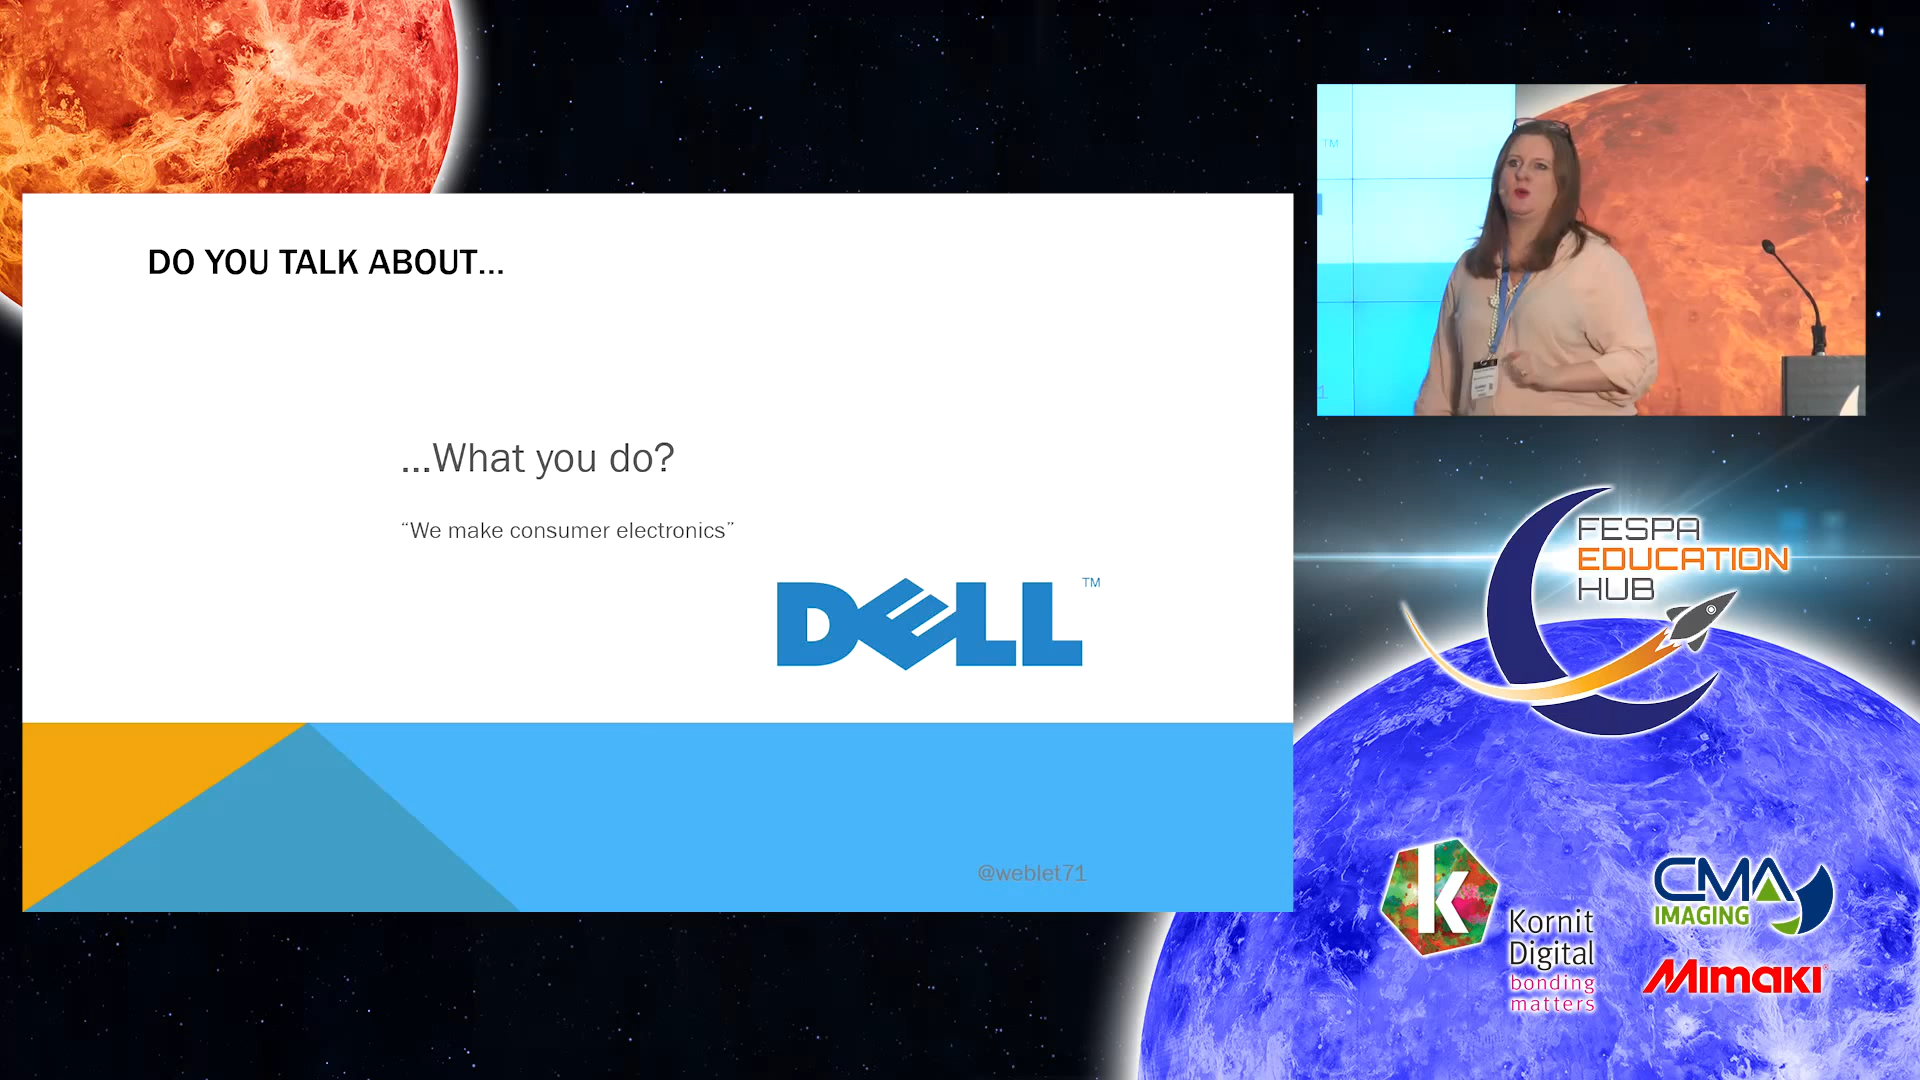 DO YOU TALK ABOUT...
...What you do?
“We make consumer electronics”
DELL
TM
@weblet71
TM
FESPA
EDUCATION
HUB
k
Kornit
Digital
bonding
matters
CMA
IMAGING
Mimaki